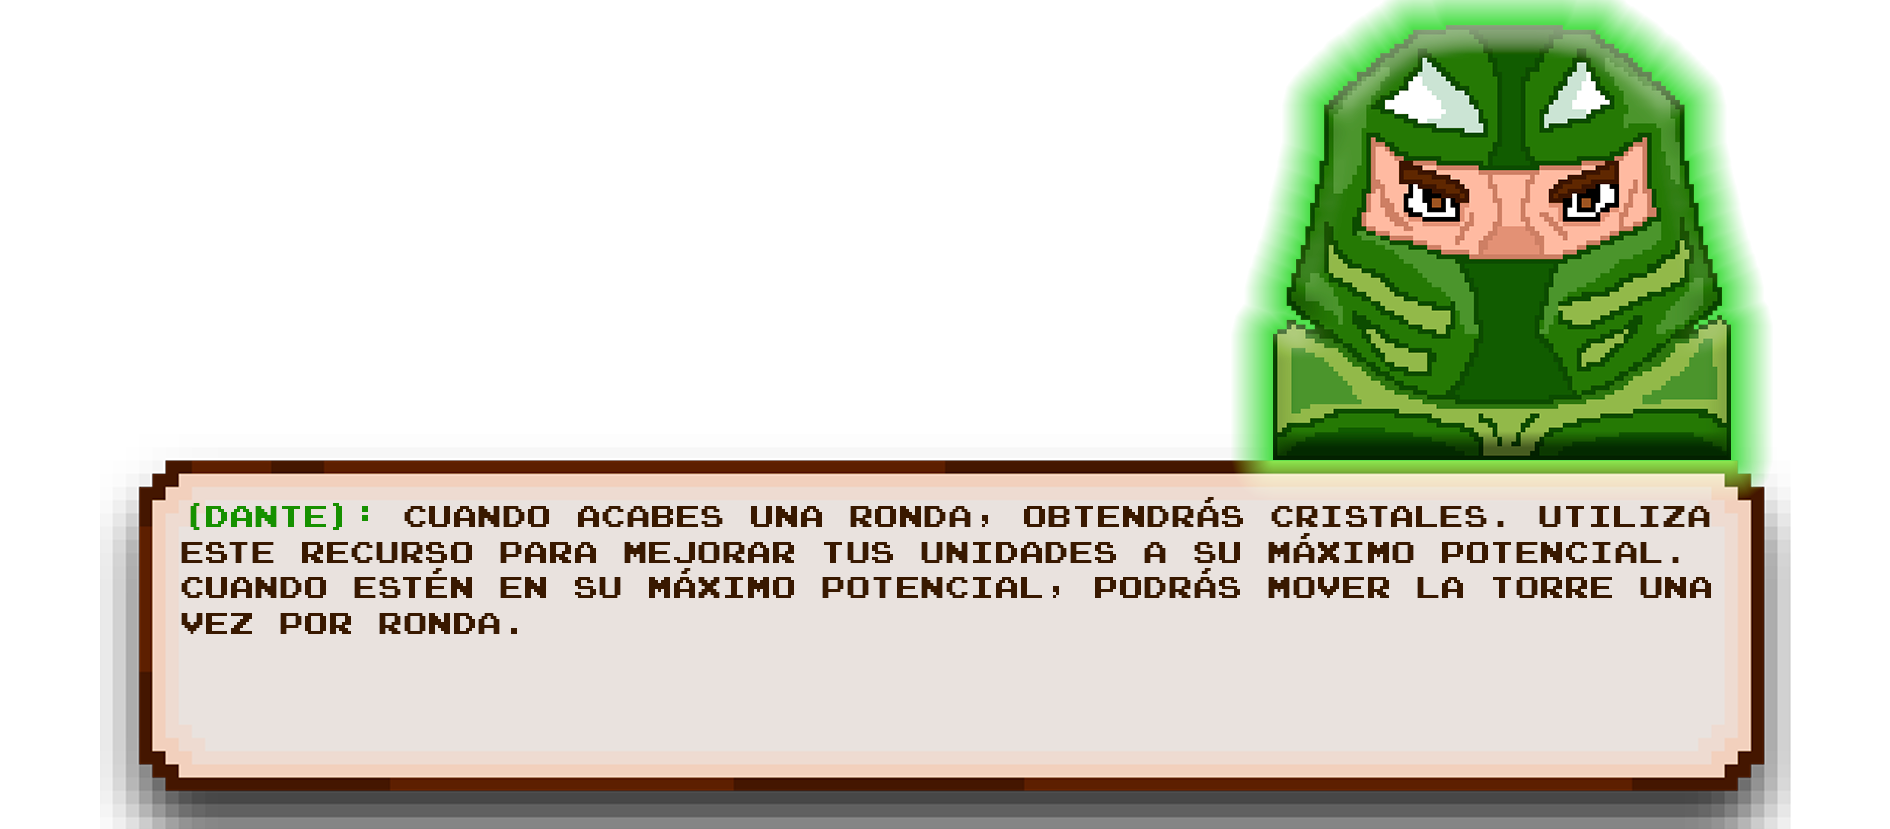 [DANTE]: CUANDO ACABES UNA RONDA, OBTENDRÁS CRISTALES. UTILIZA
ESTE RECURSO PARA MEJORAR TUS UNIDADES A SU MÁXIMO POTENCIAL.
CUANDO ESTÉN EN SU MÁXIMO POTENCIAL, PODRÁS MOVER LA TORRE UNA
VEZ POR RONDA.